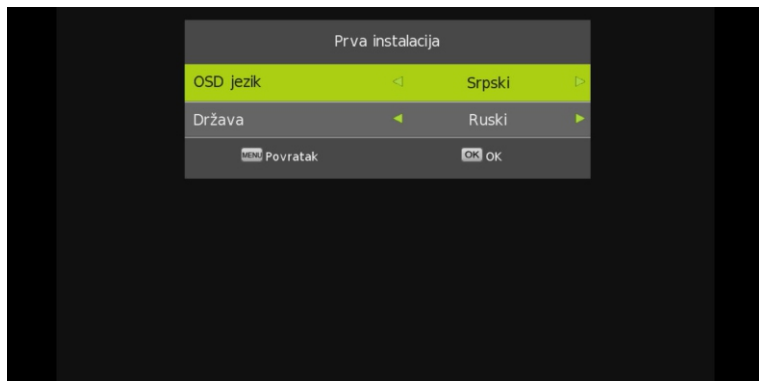 Prva instalacija
OSD jezik Srpski
Država Ruski
MENU Povratak OK OK